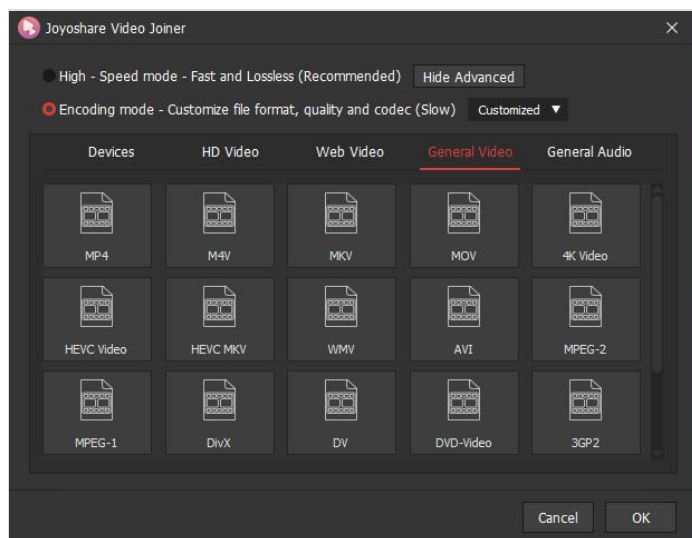 Joyoshare Video Joiner
High - Speed mode - Fast and Lossless (Recommended) Hide Advanced
Encoding mode - Customize file format, quality and codec (Slow) Customized
Devices HD Video Web Video General Video General Audio
MP4 M4V MKV MOV 4K Video
HEVC Video HEVC MKV WMV AVI MPEG-2
MPEG-1 DivX DV DVD-Video 3GP2
Cancel OK